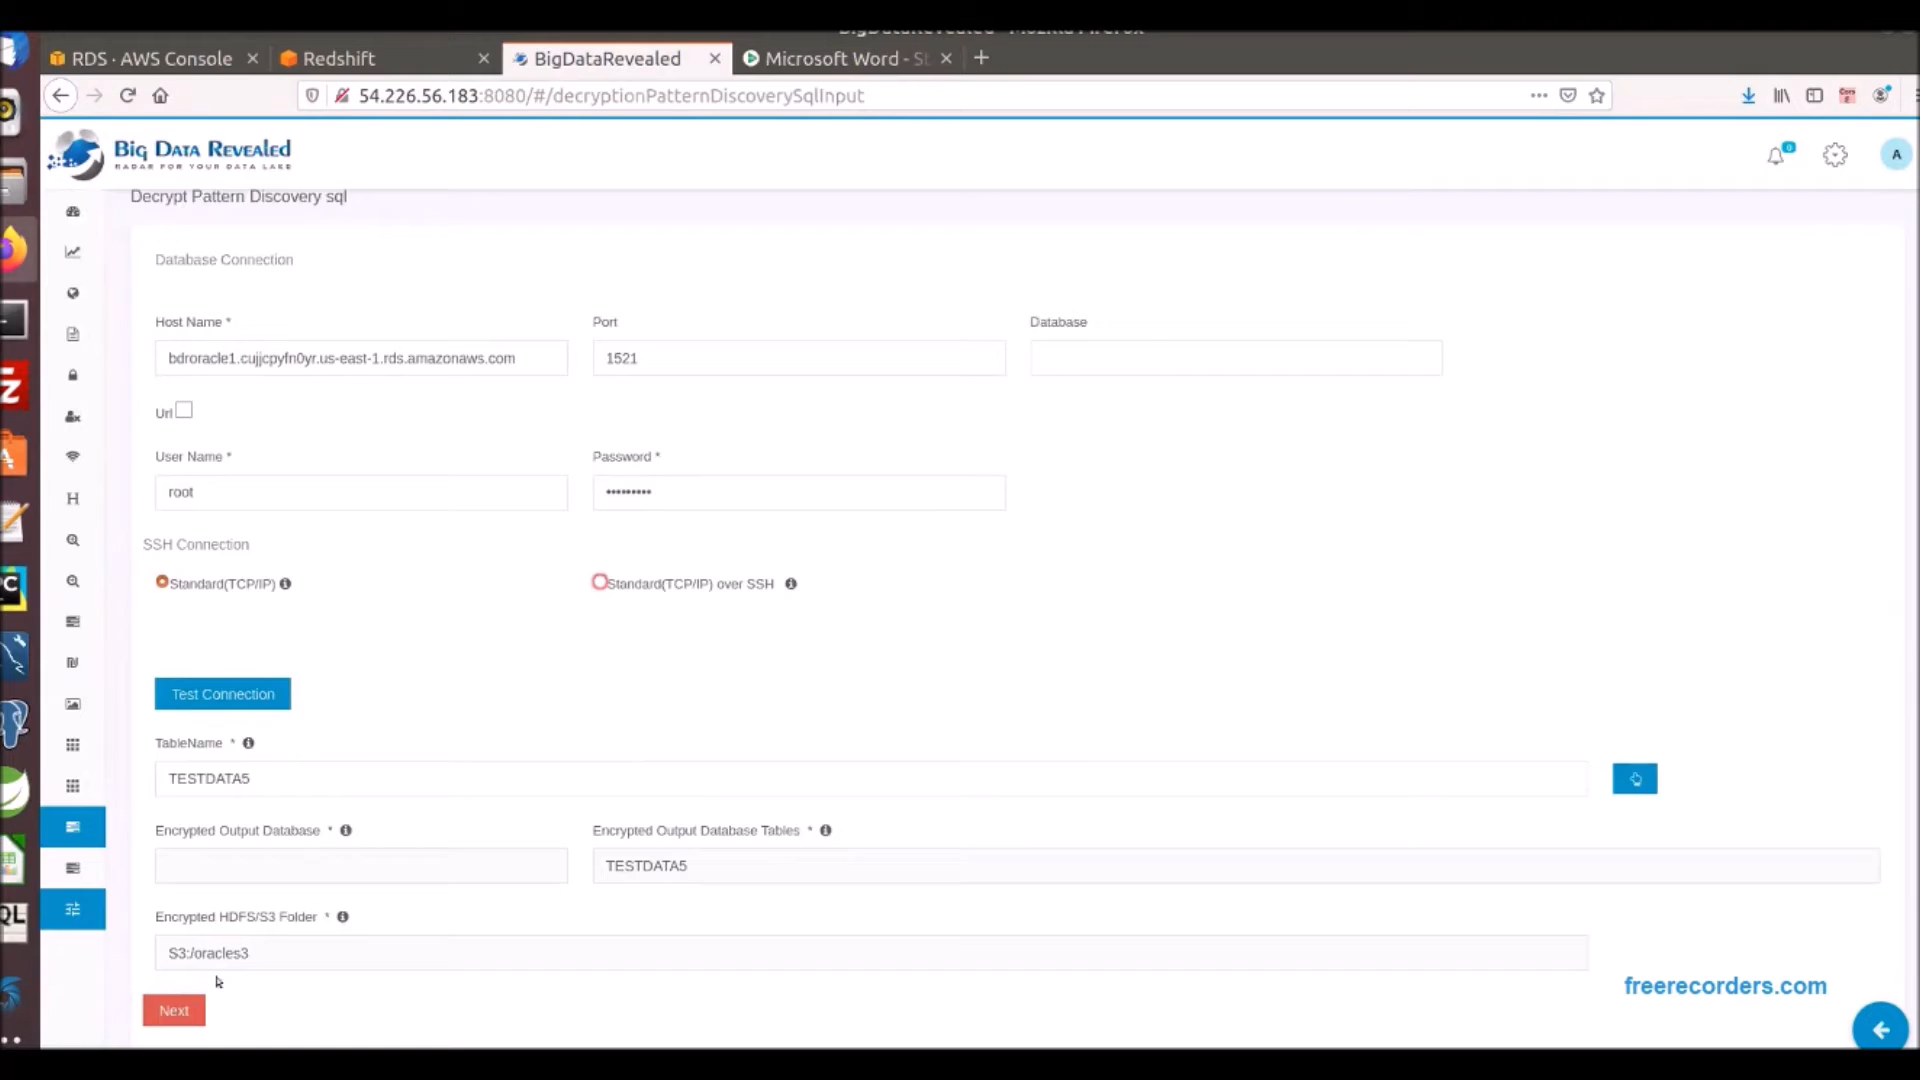 RDS · AWS Console
Redshift
BigDataRevealed
Microsoft Word - St
54.226.56.183:8080/#/decryptionPatternDiscoverySqlInput
Big Data Revealed
RADAR FOR YOUR DATA LAKE
0
A
Decrypt Pattern Discovery sql
Database Connection
Host Name *
Port
Database
bdroracle1.cujjcpyfn0yr.us-east-1.rds.amazonaws.com
1521
Url
User Name *
Password *
root
•••••••••
SSH Connection
Standard(TCP/IP)
Standard(TCP/IP) over SSH
Test Connection
TableName *
TESTDATA5
Encrypted Output Database *
Encrypted Output Database Tables *
TESTDATA5
Encrypted HDFS/S3 Folder *
S3:/oracles3
Next
freerecorders.com